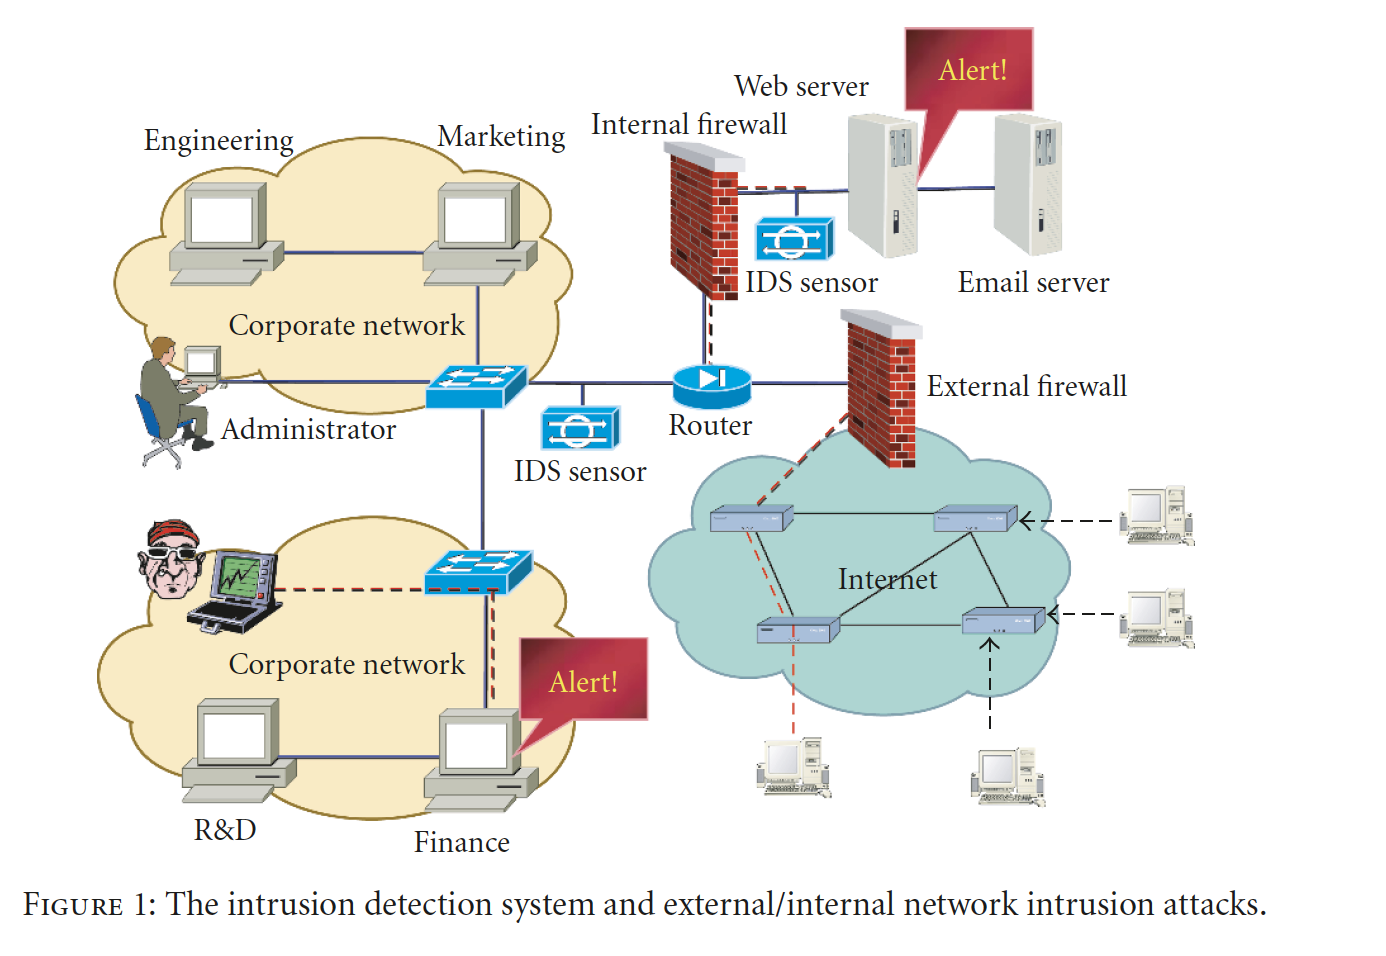 Alert!
Web server
Internal firewall
Engineering
Marketing
IDS sensor
Email server
Corporate network
External firewall
Administrator
Router
IDS sensor
Internet
Corporate network
Alert!
R&D
Finance
FIGURE 1: The intrusion detection system and external/internal network intrusion attacks.